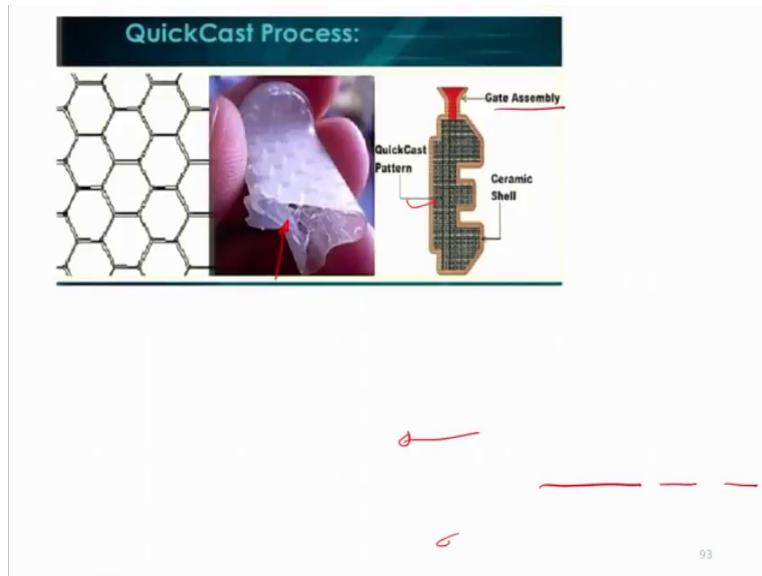 QuickCast Process:
Gate Assembly
QuickCast
Pattern
Ceramic
Shell
93